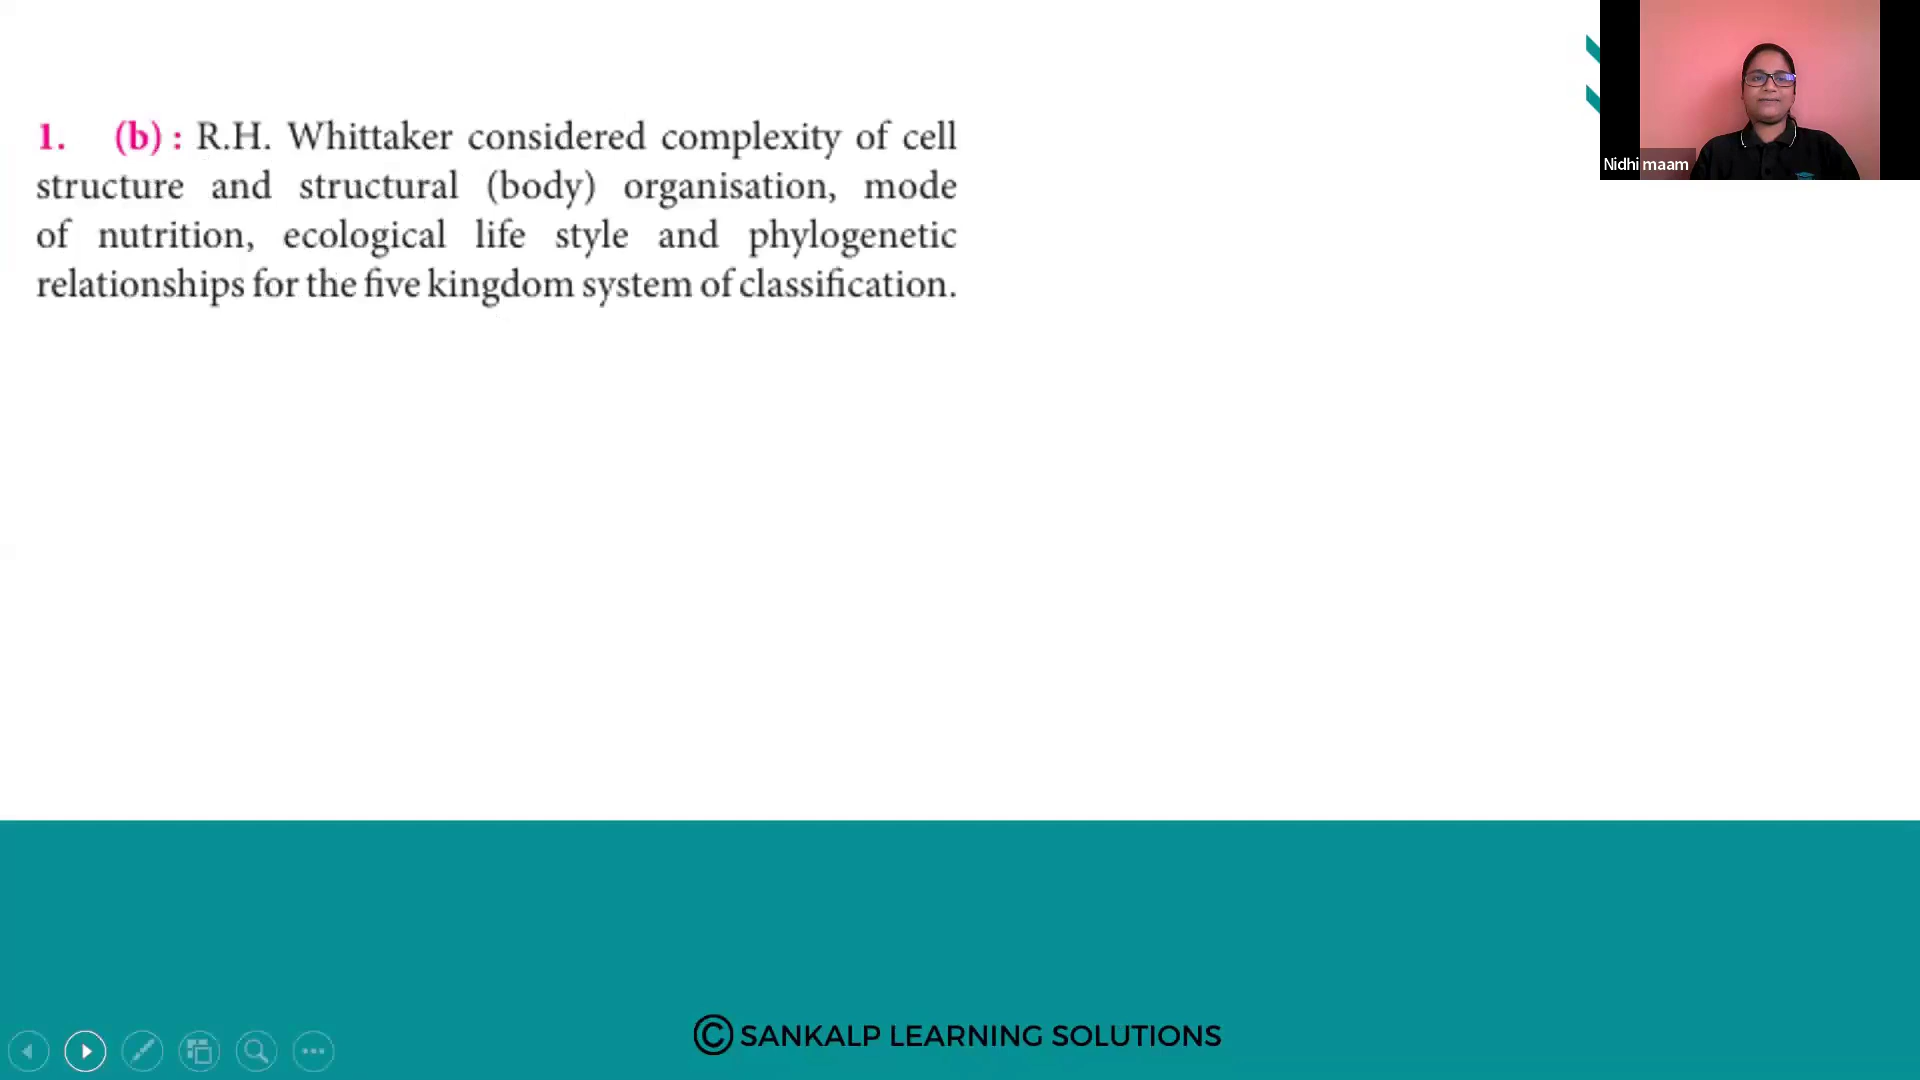 1. (b) : R.H. Whittaker considered complexity of cell
structure and structural (body) organisation, mode
of nutrition, ecological life style and phylogenetic
relationships for the five kingdom system of classification.
Nidhi maam
© SANKALP LEARNING SOLUTIONS